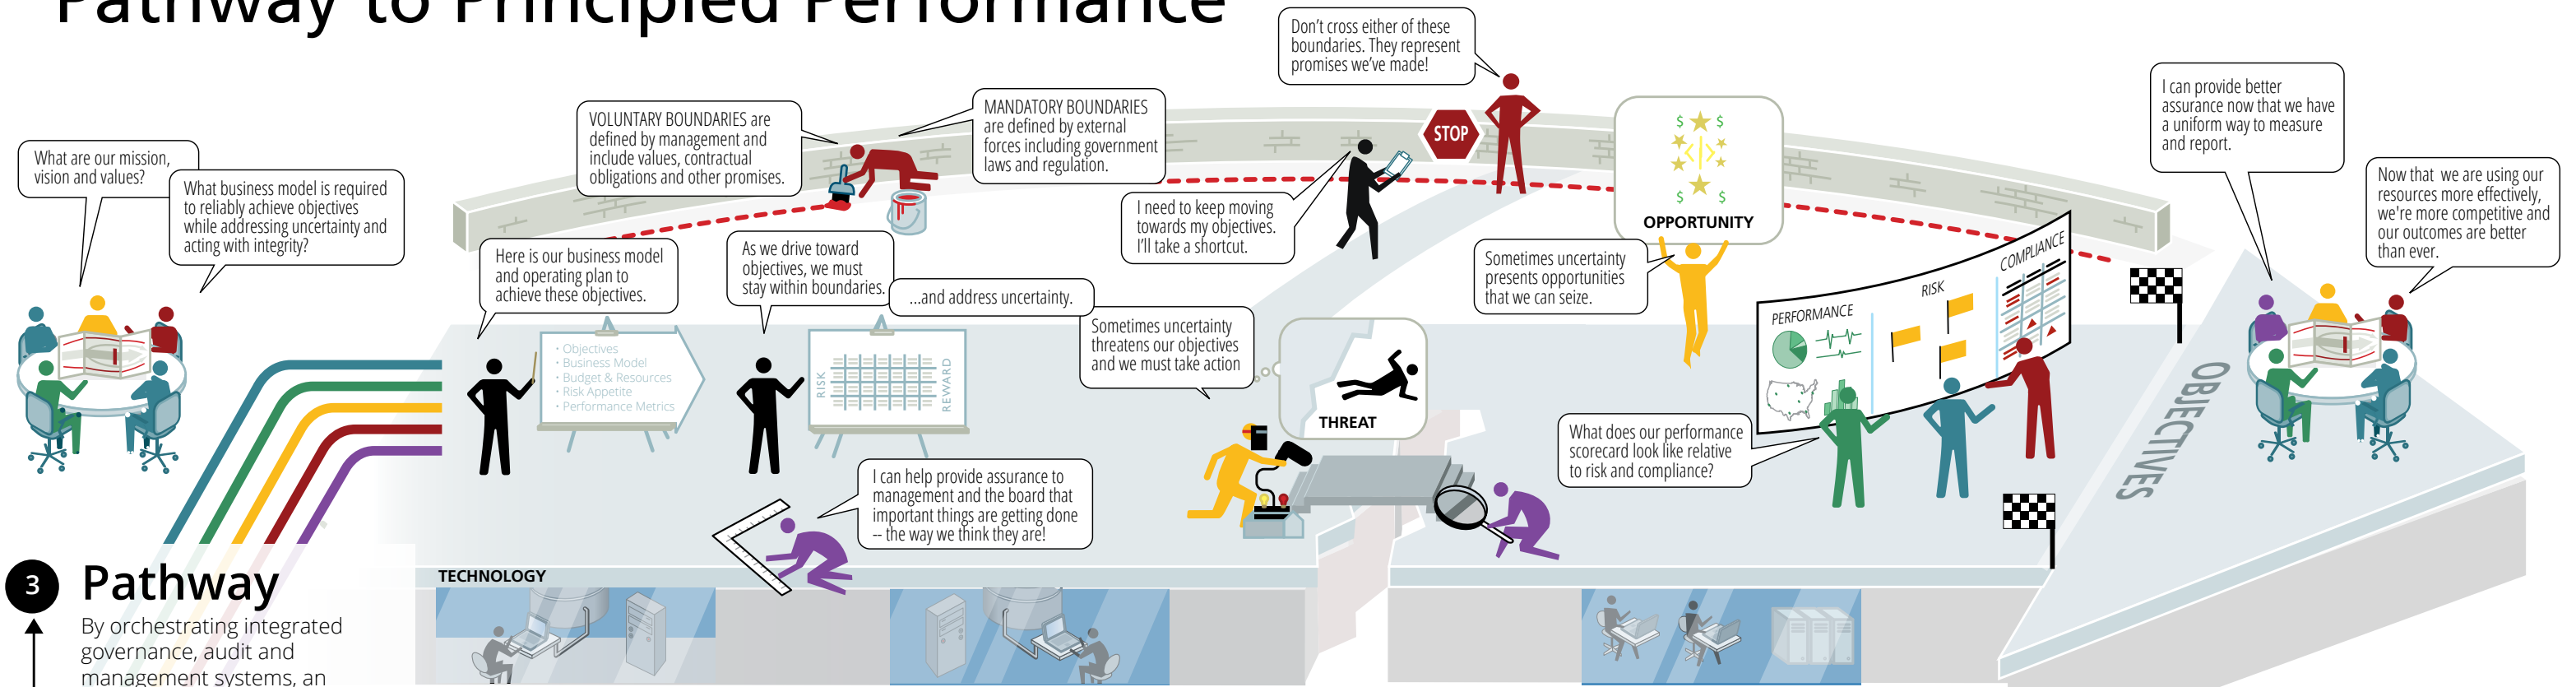 Pathway to Principled Performance
What are our mission,
vision and values?
What business model is required
to reliably achieve objectives
while addressing uncertainty and
acting with integrity?
VOLUNTARY BOUNDARIES are
defined by management and
include values, contractual
obligations and other promises.
MANDATORY BOUNDARIES
are defined by external
forces including government
laws and regulation.
Don't cross either of these
boundaries. They represent
promises we've made!
STOP
I need to keep moving
towards my objectives.
I'll take a shortcut.
Here is our business model
and operating plan to
achieve these objectives.
• Objectives
• Business Model
• Budget & Resources
• Risk Appetite
• Performance Metrics
As we drive toward
objectives, we must
stay within boundaries.
...and address uncertainty.
RISK
REWARD
Sometimes uncertainty
threatens our objectives
and we must take action
THREAT
$ $
$ $
OPPORTUNITY
Sometimes uncertainty
presents opportunities
that we can seize.
PERFORMANCE
RISK
COMPLIANCE
What does our performance
scorecard look like relative
to risk and compliance?
I can help provide assurance to
management and the board that
important things are getting done
-- the way we think they are!
OBJECTIVES
I can provide better
assurance now that we have
a uniform way to measure
and report.
Now that we are using our
resources more effectively,
we're more competitive and
our outcomes are better
than ever.
TECHNOLOGY
3
Pathway
By orchestrating integrated
governance, audit and
management systems, an